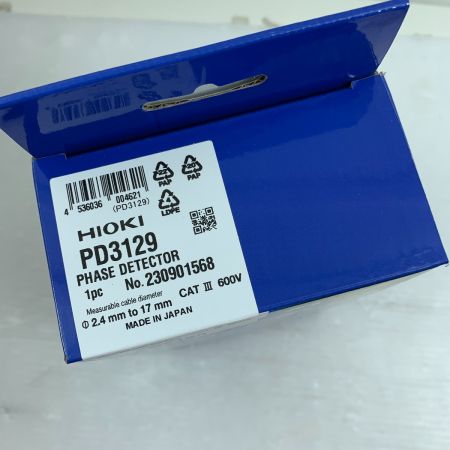 4 536036 004621
(PD3129)
PAP
PAP
LDPE
HIOKI
PD3129
PHASE DETECTOR
1pc No. 230901568
Measurable cable diameter CAT III 600V
Φ 2.4 mm to 17 mm
MADE IN JAPAN